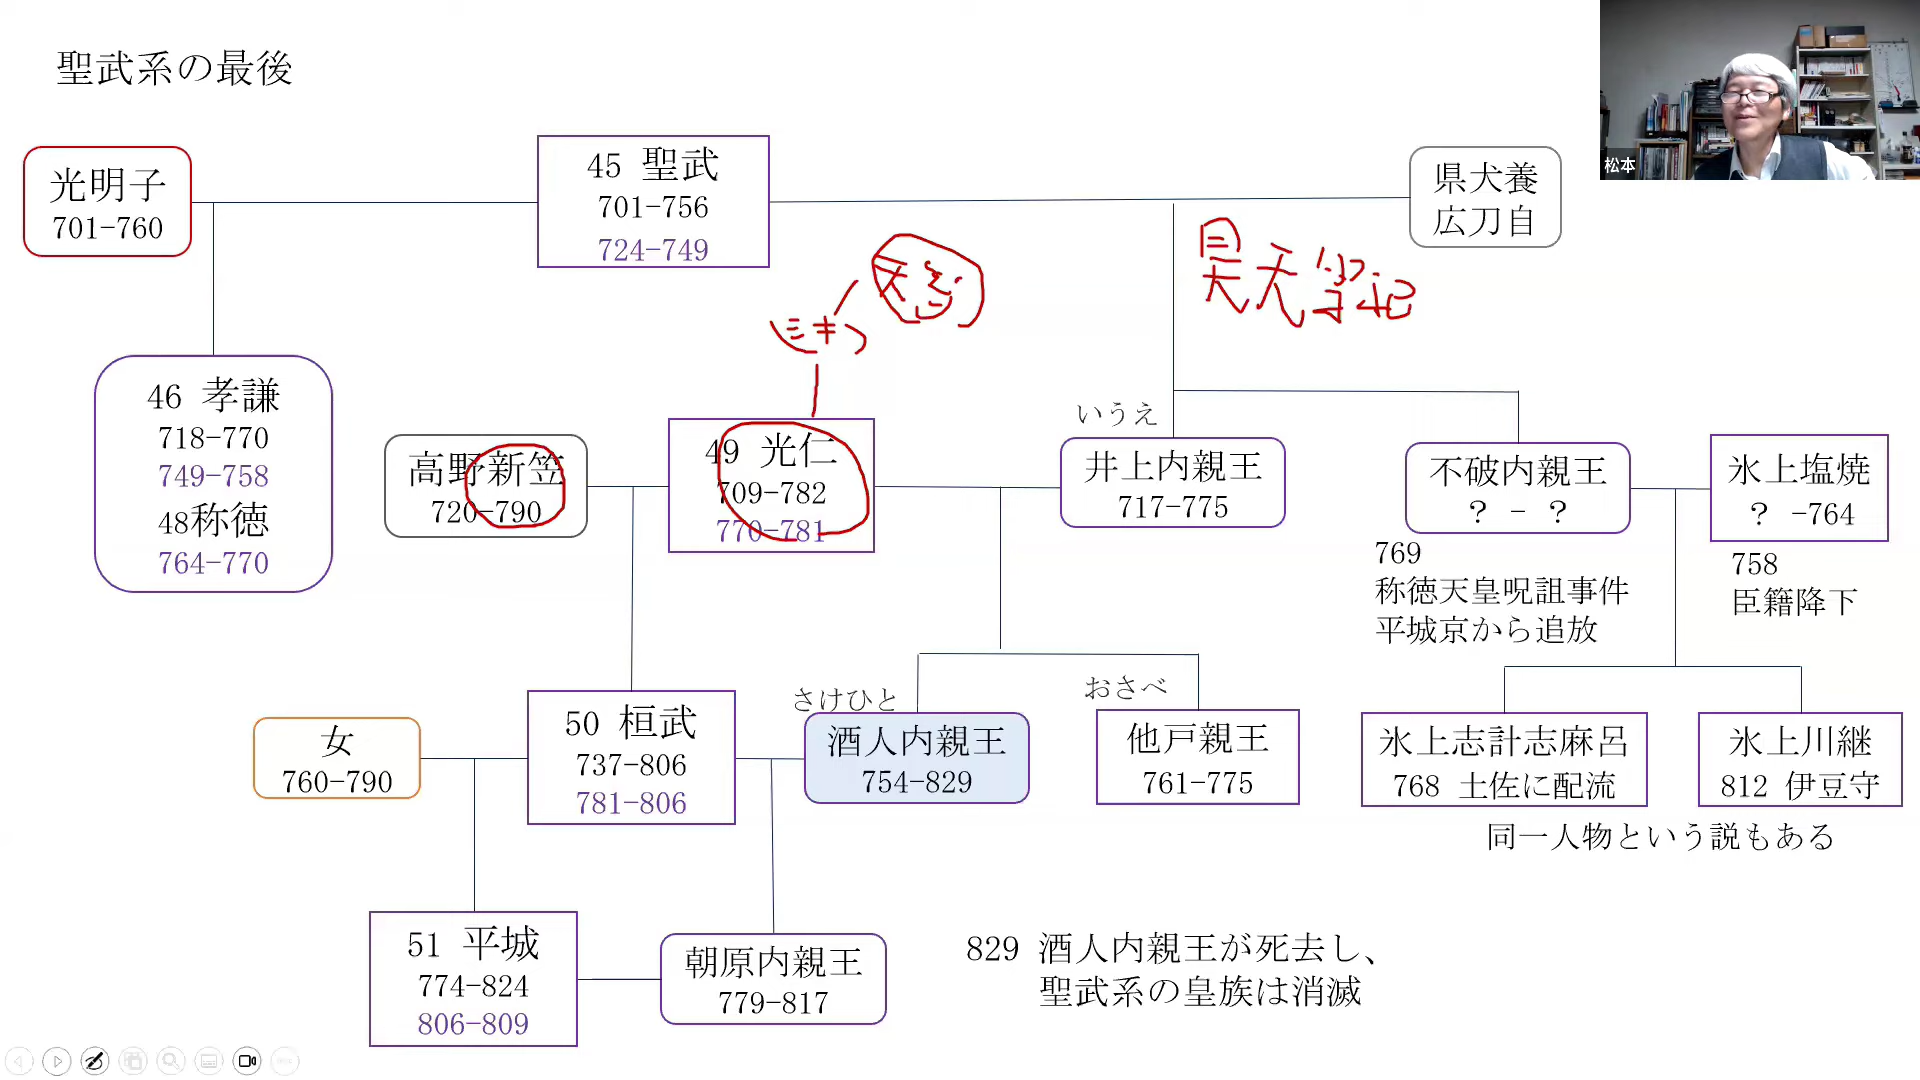 聖武系の最後
松本
光明子
701-760
45 聖武
701-756
724-749
県犬養
広刀自
46 孝謙
718-770
749-758
48称徳
764-770
高野新笠
720-790
49 光仁
709-782
770-781
いうえ
井上内親王
717-775
不破内親王
？ - ？
769
称徳天皇呪詛事件
平城京から追放
氷上塩焼
？ -764
758
臣籍降下
女
760-790
50 桓武
737-806
781-806
さけひと
酒人内親王
754-829
おさべ
他戸親王
761-775
氷上志計志麻呂
768 土佐に配流
氷上川継
812 伊豆守
同一人物という説もある
51 平城
774-824
806-809
朝原内親王
779-817
829 酒人内親王が死去し、
聖武系の皇族は消滅